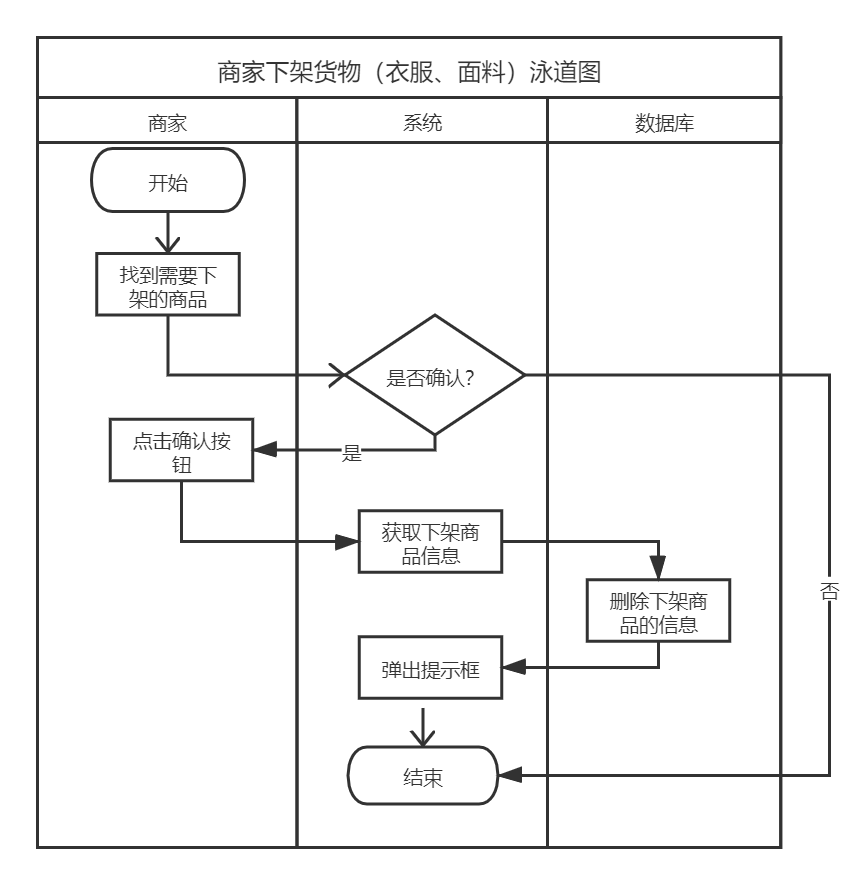 商家下架货物（衣服、面料）泳道图
商家
系统
数据库
开始
找到需要下
架的商品
是否确认？
点击确认按
钮
是
获取下架商
品信息
否
删除下架商
品的信息
弹出提示框
结束